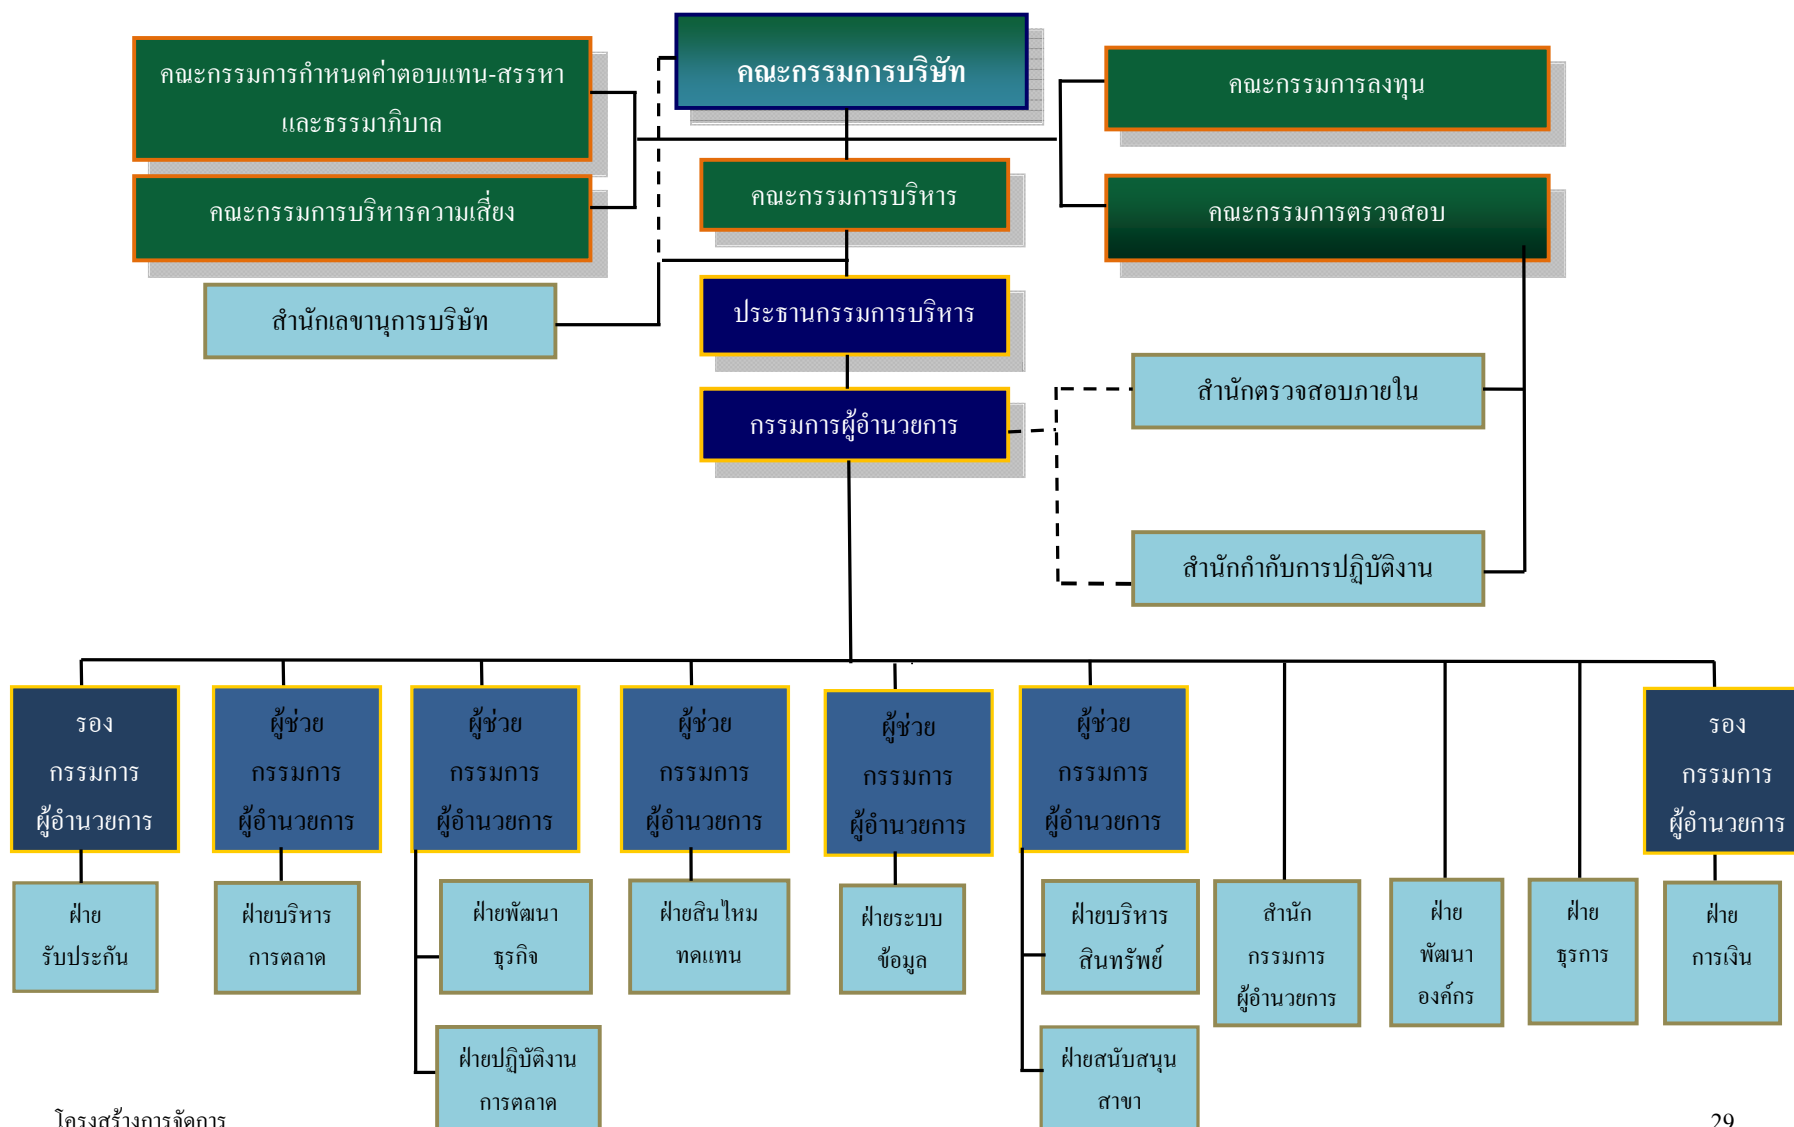 คณะกรรมการบริษัท
คณะกรรมการกำหนดค่าตอบแทน-สรรหา
และธรรมาภิบาล
คณะกรรมการลงทุน
คณะกรรมการบริหารความเสี่ยง
คณะกรรมการบริหาร
คณะกรรมการตรวจสอบ
สำนักเลขานุการบริษัท
ประธานกรรมการบริหาร
กรรมการผู้อำนวยการ
สำนักตรวจสอบภายใน
สำนักกำกับการปฏิบัติงาน
รอง
กรรมการ
ผู้อำนวยการ
ผู้ช่วย
กรรมการ
ผู้อำนวยการ
ผู้ช่วย
กรรมการ
ผู้อำนวยการ
ผู้ช่วย
กรรมการ
ผู้อำนวยการ
ผู้ช่วย
กรรมการ
ผู้อำนวยการ
ผู้ช่วย
กรรมการ
ผู้อำนวยการ
รอง
กรรมการ
ผู้อำนวยการ
ฝ่าย
รับประกัน
ฝ่ายบริหาร
การตลาด
ฝ่ายพัฒนา
ธุรกิจ
ฝ่ายสินไหม
ทดแทน
ฝ่ายระบบ
ข้อมูล
ฝ่ายบริหาร
สินทรัพย์
สำนัก
กรรมการ
ผู้อำนวยการ
ฝ่าย
พัฒนา
องค์กร
ฝ่าย
ธุรการ
ฝ่าย
การเงิน
ฝ่ายปฏิบัติงาน
การตลาด
ฝ่ายสนับสนุน
สาขา
โครงสร้างการจัดการ
29